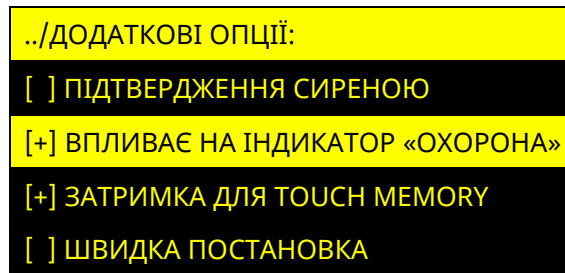 ../ДОДАТКОВІ ОПЦІЇ:
[ ] ПІДТВЕРДЖЕННЯ СИРЕНОЮ
[+] ВПЛИВАЄ НА ІНДИКАТОР «ОХОРОНА»
[+] ЗАТРИМКА ДЛЯ TOUCH MEMORY
[ ] ШВИДКА ПОСТАНОВКА